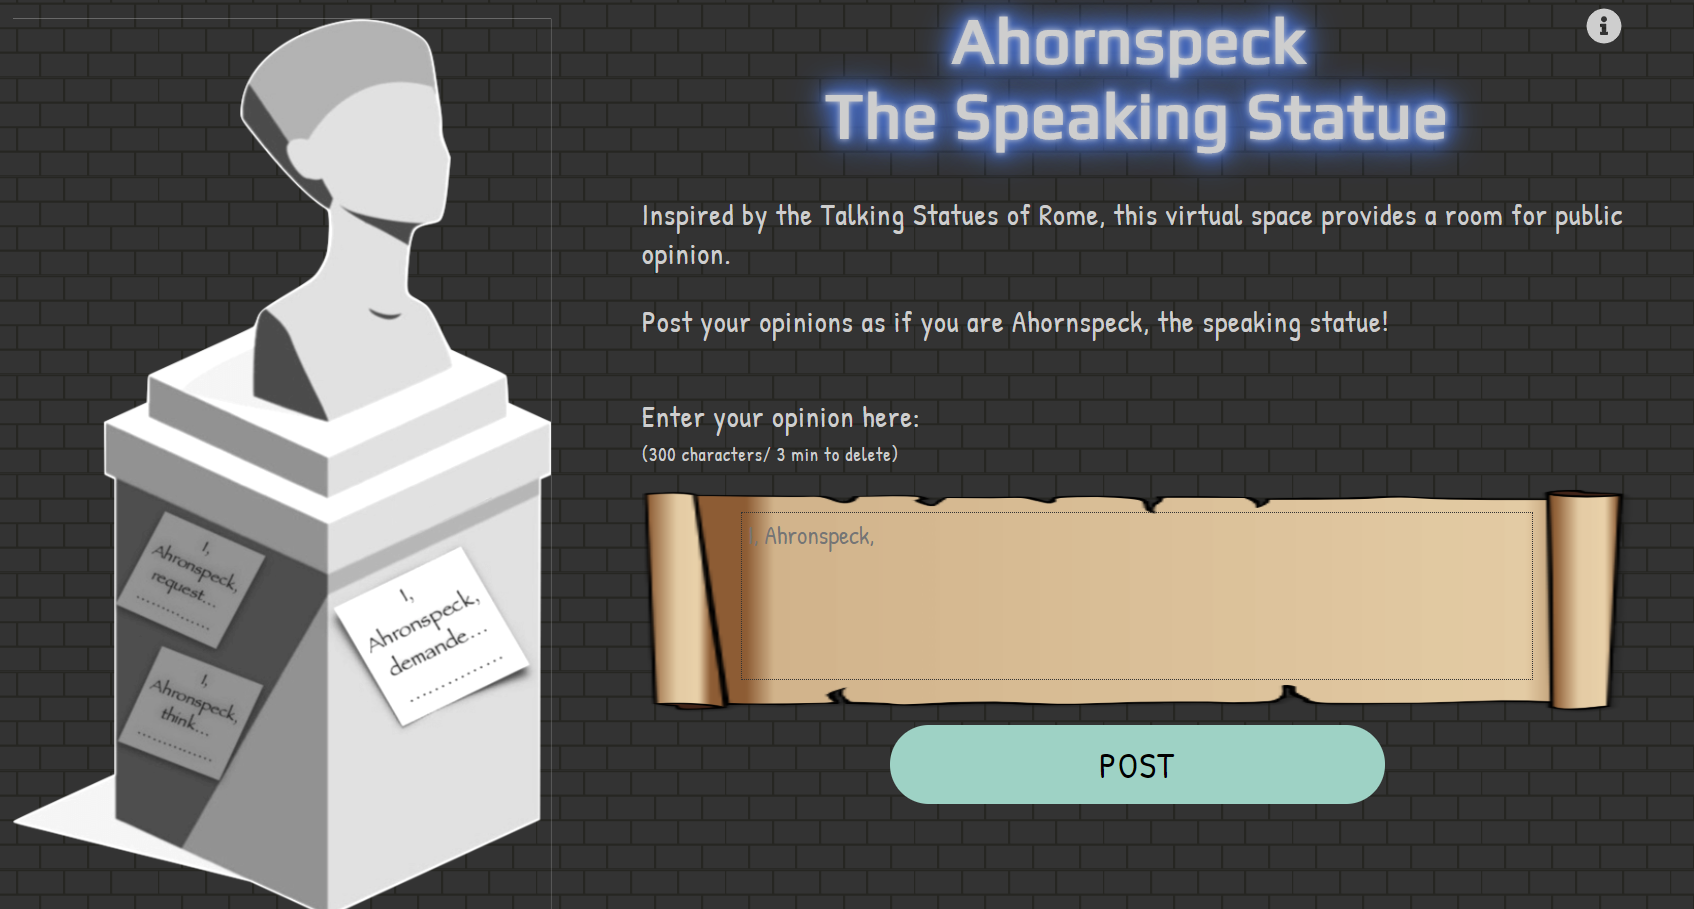 Ahornspeck
The Speaking Statue
Inspired by the Talking Statues of Rome, this virtual space provides a room for public
opinion.
Post your opinions as if you are Ahornspeck, the speaking statue!
Enter your opinion here:
(300 characters/ 3 min to delete)
I, Ahronspeck,
POST
I,
Ahronspeck,
request...
..............
I,
Ahronspeck,
think...
..............
I,
Ahronspeck,
demande...
..............